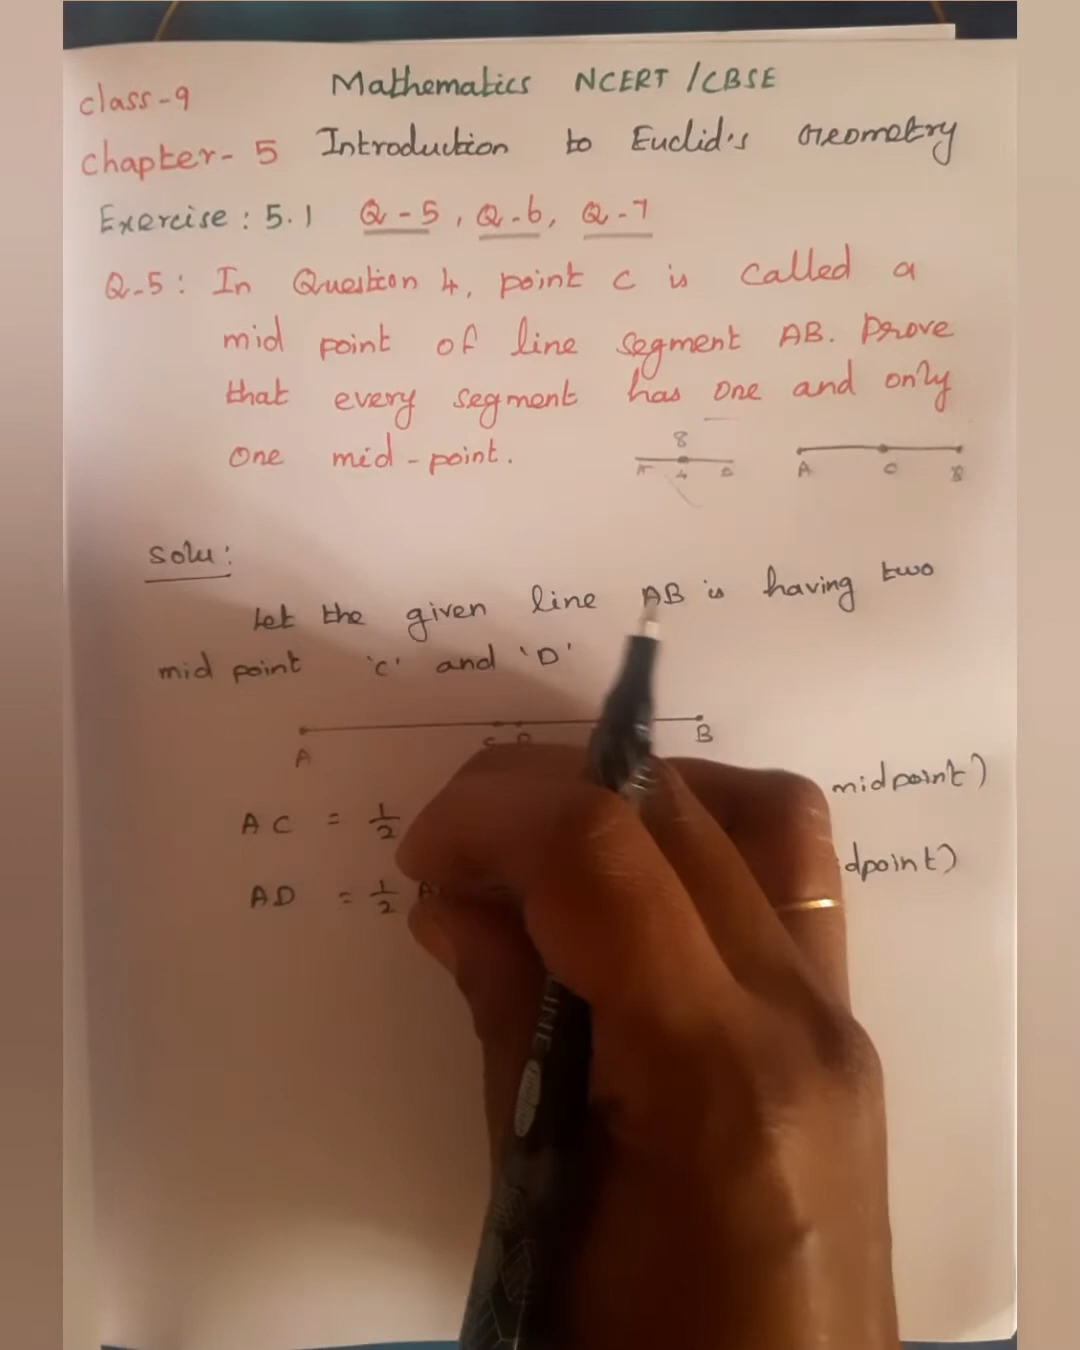 Mathematics NCERT /CBSE
class-9
chapter-5 Introduction to Euclid's Geometry
Exercise: 5.1 Q-5, Q-6, Q-7
Q-5: In Question 4, point C is called a
mid point of line segment AB. Prove
that every segment has one and only
one mid-point.
8
4
A C B
Solu:
Let the given line AB is having two
mid point 'C' and 'D'
A B
AC = 1/2 midpoint)
AD = 1/2 A dpoint)
LINE